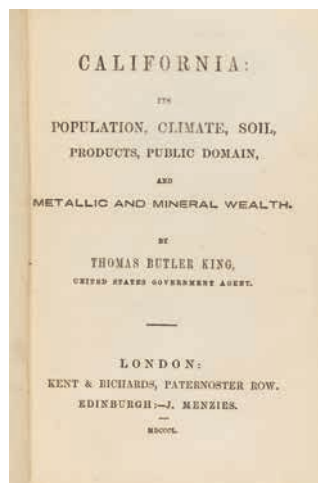 CALIFORNIA:
ITS
POPULATION, CLIMATE, SOIL,
PRODUCTS, PUBLIC DOMAIN,
AND
METALLIC AND MINERAL WEALTH.
BY
THOMAS BUTLER KING,
UNITED STATES GOVERNMENT AGENT.
LONDON:
KENT & RICHARDS, PATERNOSTER ROW.
EDINBURGH:—J. MENZIES.
MDCCCL.